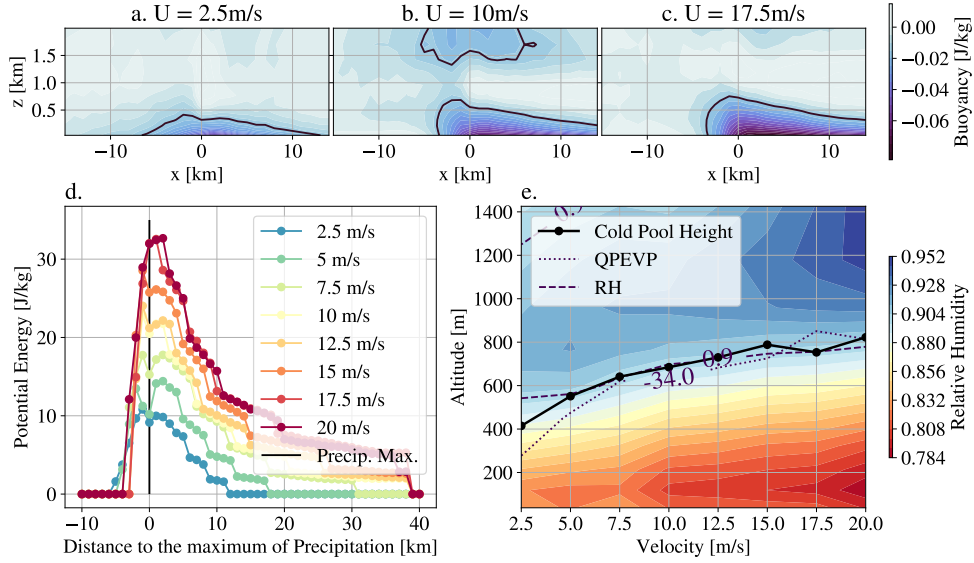 a. U = 2.5m/s
b. U = 10m/s
c. U = 17.5m/s
z [km]
1.5
1.0
0.5
−10 0 10
−10 0 10
−10 0 10
x [km]
x [km]
x [km]
0.00
−0.02
−0.04
−0.06
Buoyancy [J/kg]
d.
Potential Energy [J/kg]
30
20
10
0
−10 0 10 20 30 40
Distance to the maximum of Precipitation [km]
2.5 m/s
5 m/s
7.5 m/s
10 m/s
12.5 m/s
15 m/s
17.5 m/s
20 m/s
Precip. Max.
e.
Altitude [m]
1400
1200
1000
800
600
400
200
2.5 5.0 7.5 10.0 12.5 15.0 17.5 20.0
Velocity [m/s]
Cold Pool Height
QPEVP
RH
0.9
-34.0
0.952
0.928
0.904
0.880
0.856
0.832
0.808
0.784
Relative Humidity